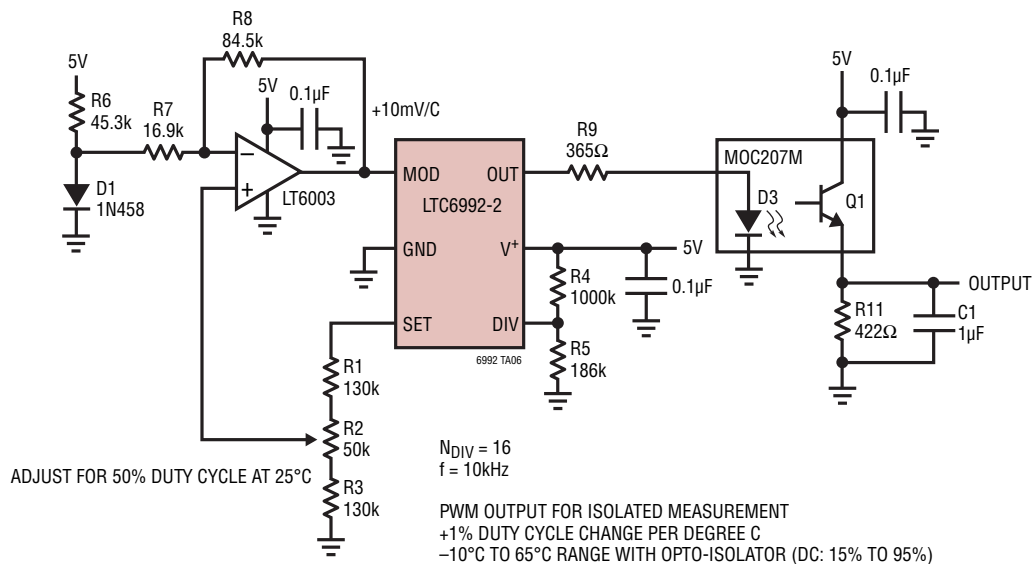 R8
84.5k
5V
R6
45.3k
R7
16.9k
5V
0.1µF
+10mV/C
D1
1N458
−
+
LT6003
MOD
OUT
LTC6992-2
GND
V+
SET
DIV
6992 TA06
R9
365Ω
5V
0.1µF
MOC207M
D3
Q1
5V
R4
1000k
0.1µF
R5
186k
OUTPUT
R11
422Ω
C1
1µF
R1
130k
R2
50k
R3
130k
ADJUST FOR 50% DUTY CYCLE AT 25°C
NDIV = 16
f = 10kHz
PWM OUTPUT FOR ISOLATED MEASUREMENT
+1% DUTY CYCLE CHANGE PER DEGREE C
–10°C TO 65°C RANGE WITH OPTO-ISOLATOR (DC: 15% TO 95%)